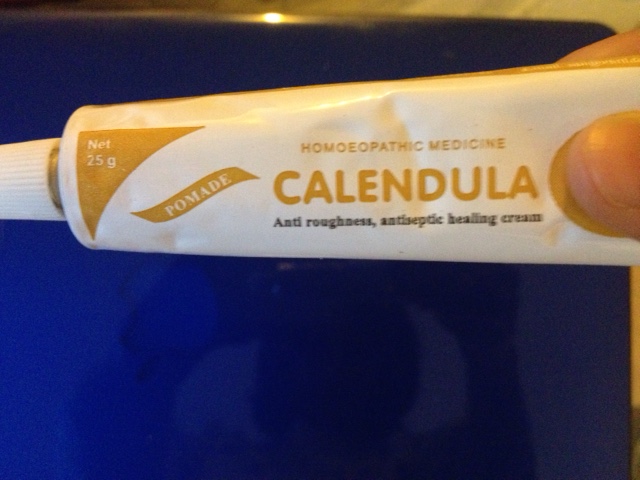 Net
25 g
POMADE
HOMOEOPATHIC MEDICINE
CALENDULA
Anti roughness, antiseptic healing cream